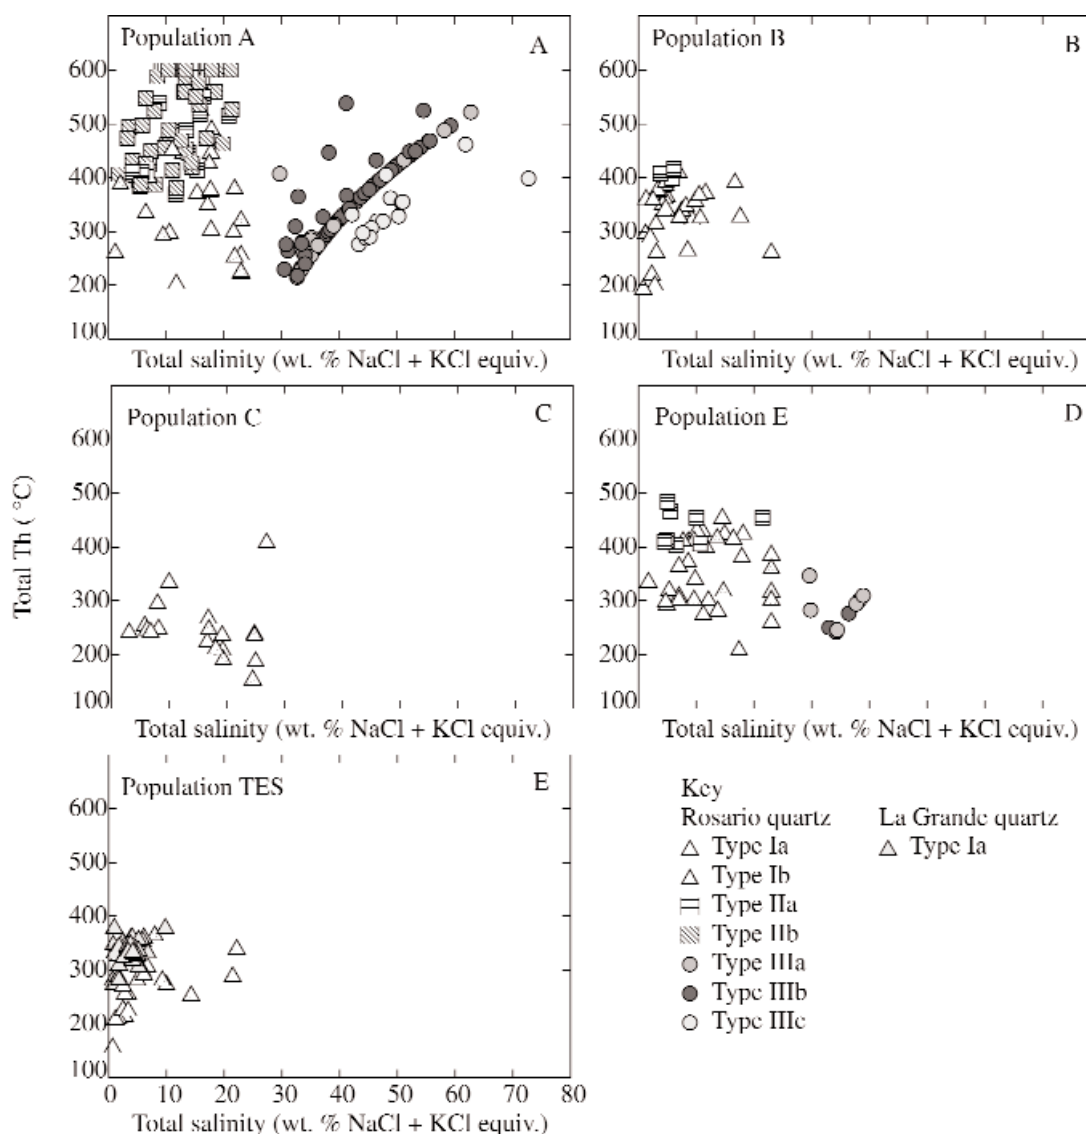 Population A
A
600
500
400
300
200
100
Total salinity (wt. % NaCl + KCl equiv.)
Population B
B
600
500
400
300
200
100
Total salinity (wt. % NaCl + KCl equiv.)
Total Th ( °C)
Population C
C
600
500
400
300
200
100
Total salinity (wt. % NaCl + KCl equiv.)
Population E
D
600
500
400
300
200
100
Total salinity (wt. % NaCl + KCl equiv.)
Population TES
E
600
500
400
300
200
100
0 10 20 30 40 50 60 70 80
Total salinity (wt. % NaCl + KCl equiv.)
Key
Rosario quartz
Type Ia
Type Ib
Type IIa
Type IIb
Type IIIa
Type IIIb
Type IIIc
La Grande quartz
Type Ia